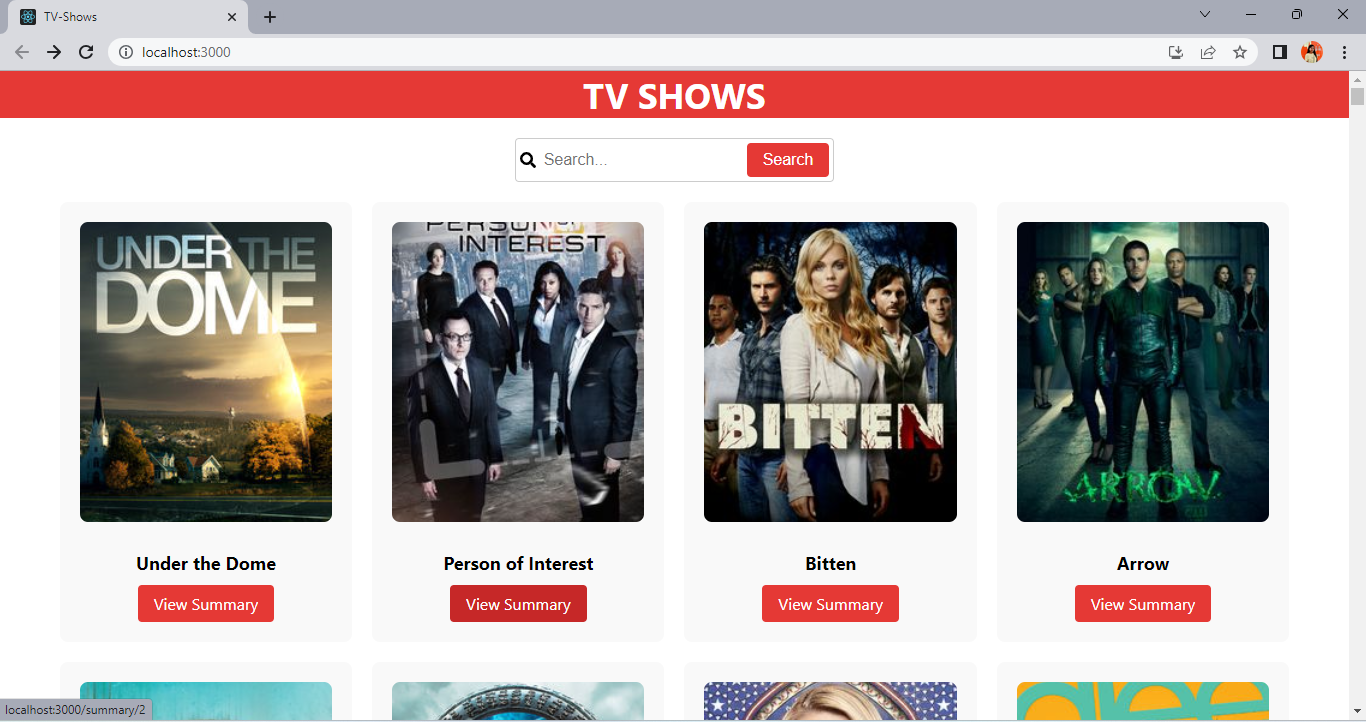 TV-Shows
localhost:3000
TV SHOWS
Search...
Search
UNDER THE
DOME
PERSON OF
INTEREST
BITTEN
ARROW
Under the Dome
Person of Interest
Bitten
Arrow
View Summary
View Summary
View Summary
View Summary
glee
localhost:3000/summary/2